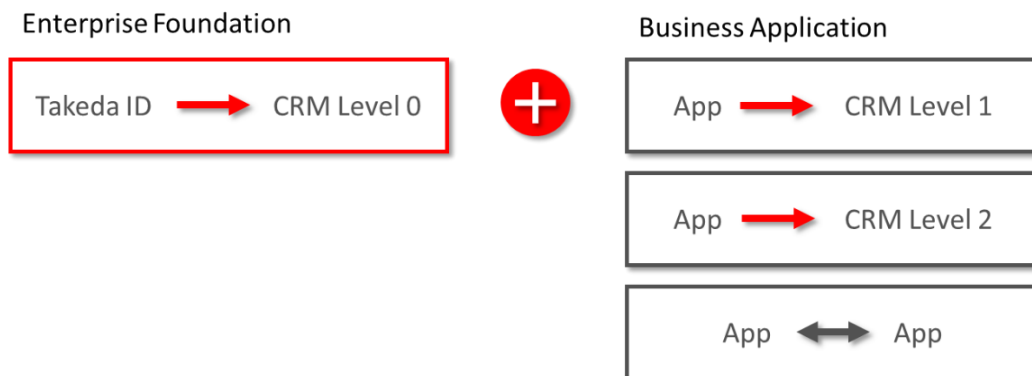 Enterprise Foundation
Takeda ID CRM Level 0
Business Application
App CRM Level 1
App CRM Level 2
App App